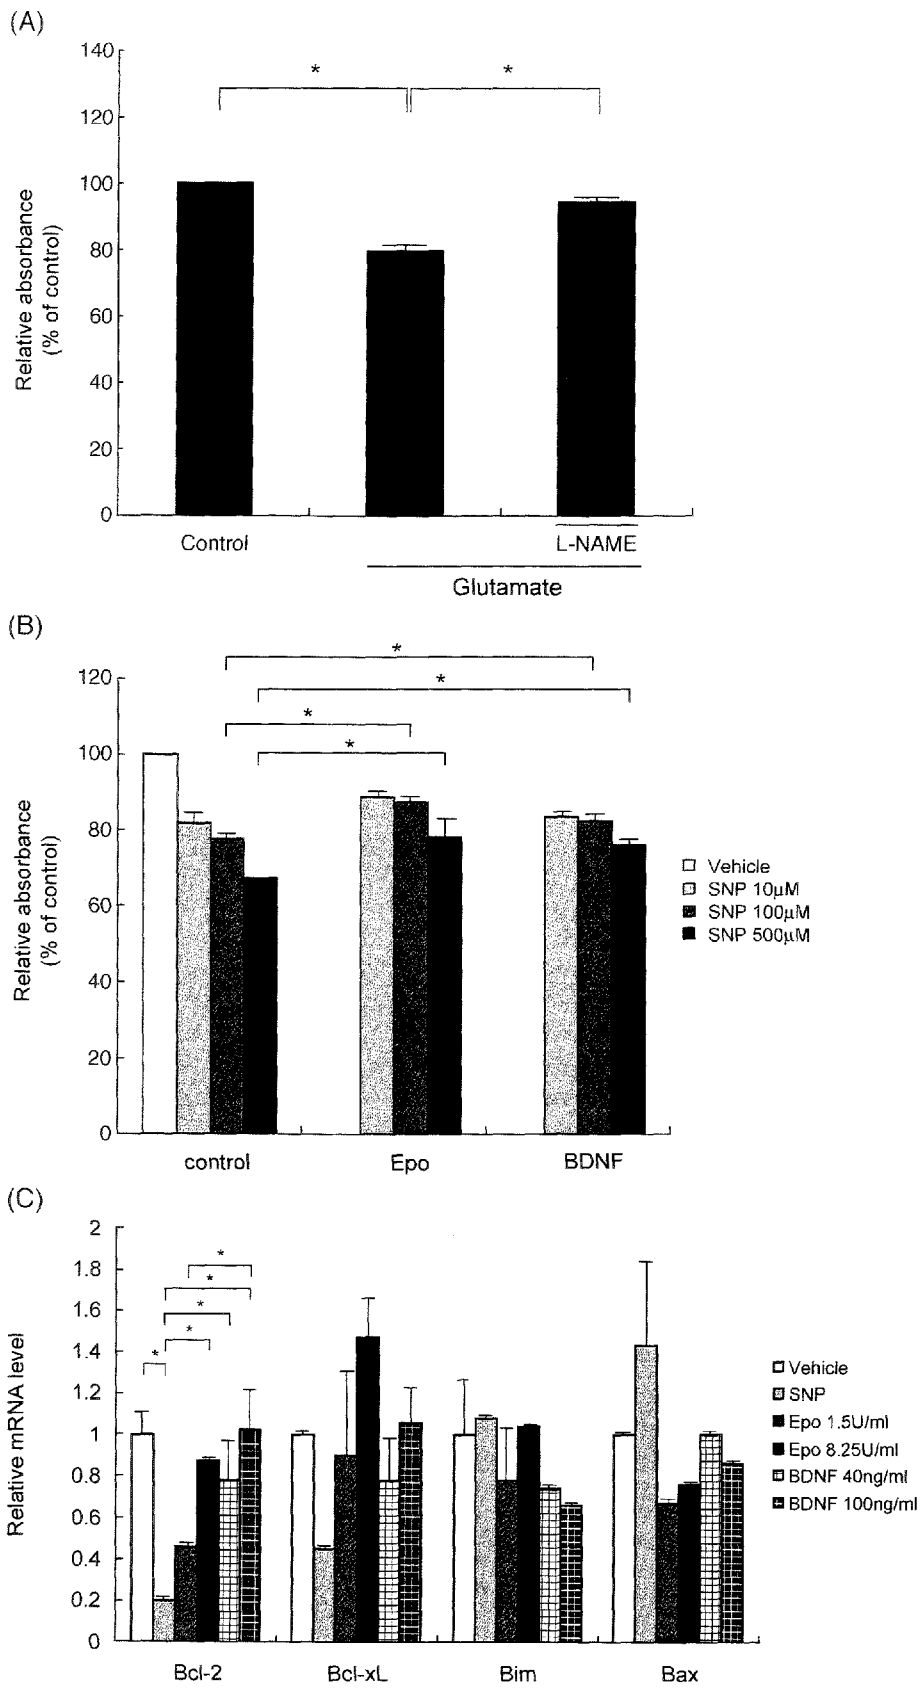 (A)
140
120
100
80
60
40
20
0
Relative absorbance
(% of control)
*
*
Control
L-NAME
Glutamate
(B)
120
100
80
60
40
20
0
Relative absorbance
(% of control)
*
*
*
*
control
Epo
BDNF
Vehicle
SNP 10μM
SNP 100μM
SNP 500μM
(C)
2
1.8
1.6
1.4
1.2
1
0.8
0.6
0.4
0.2
0
Relative mRNA level
*
*
*
*
*
Bcl-2
Bcl-xL
Bim
Bax
Vehicle
SNP
Epo 1.5U/ml
Epo 8.25U/ml
BDNF 40ng/ml
BDNF 100ng/ml